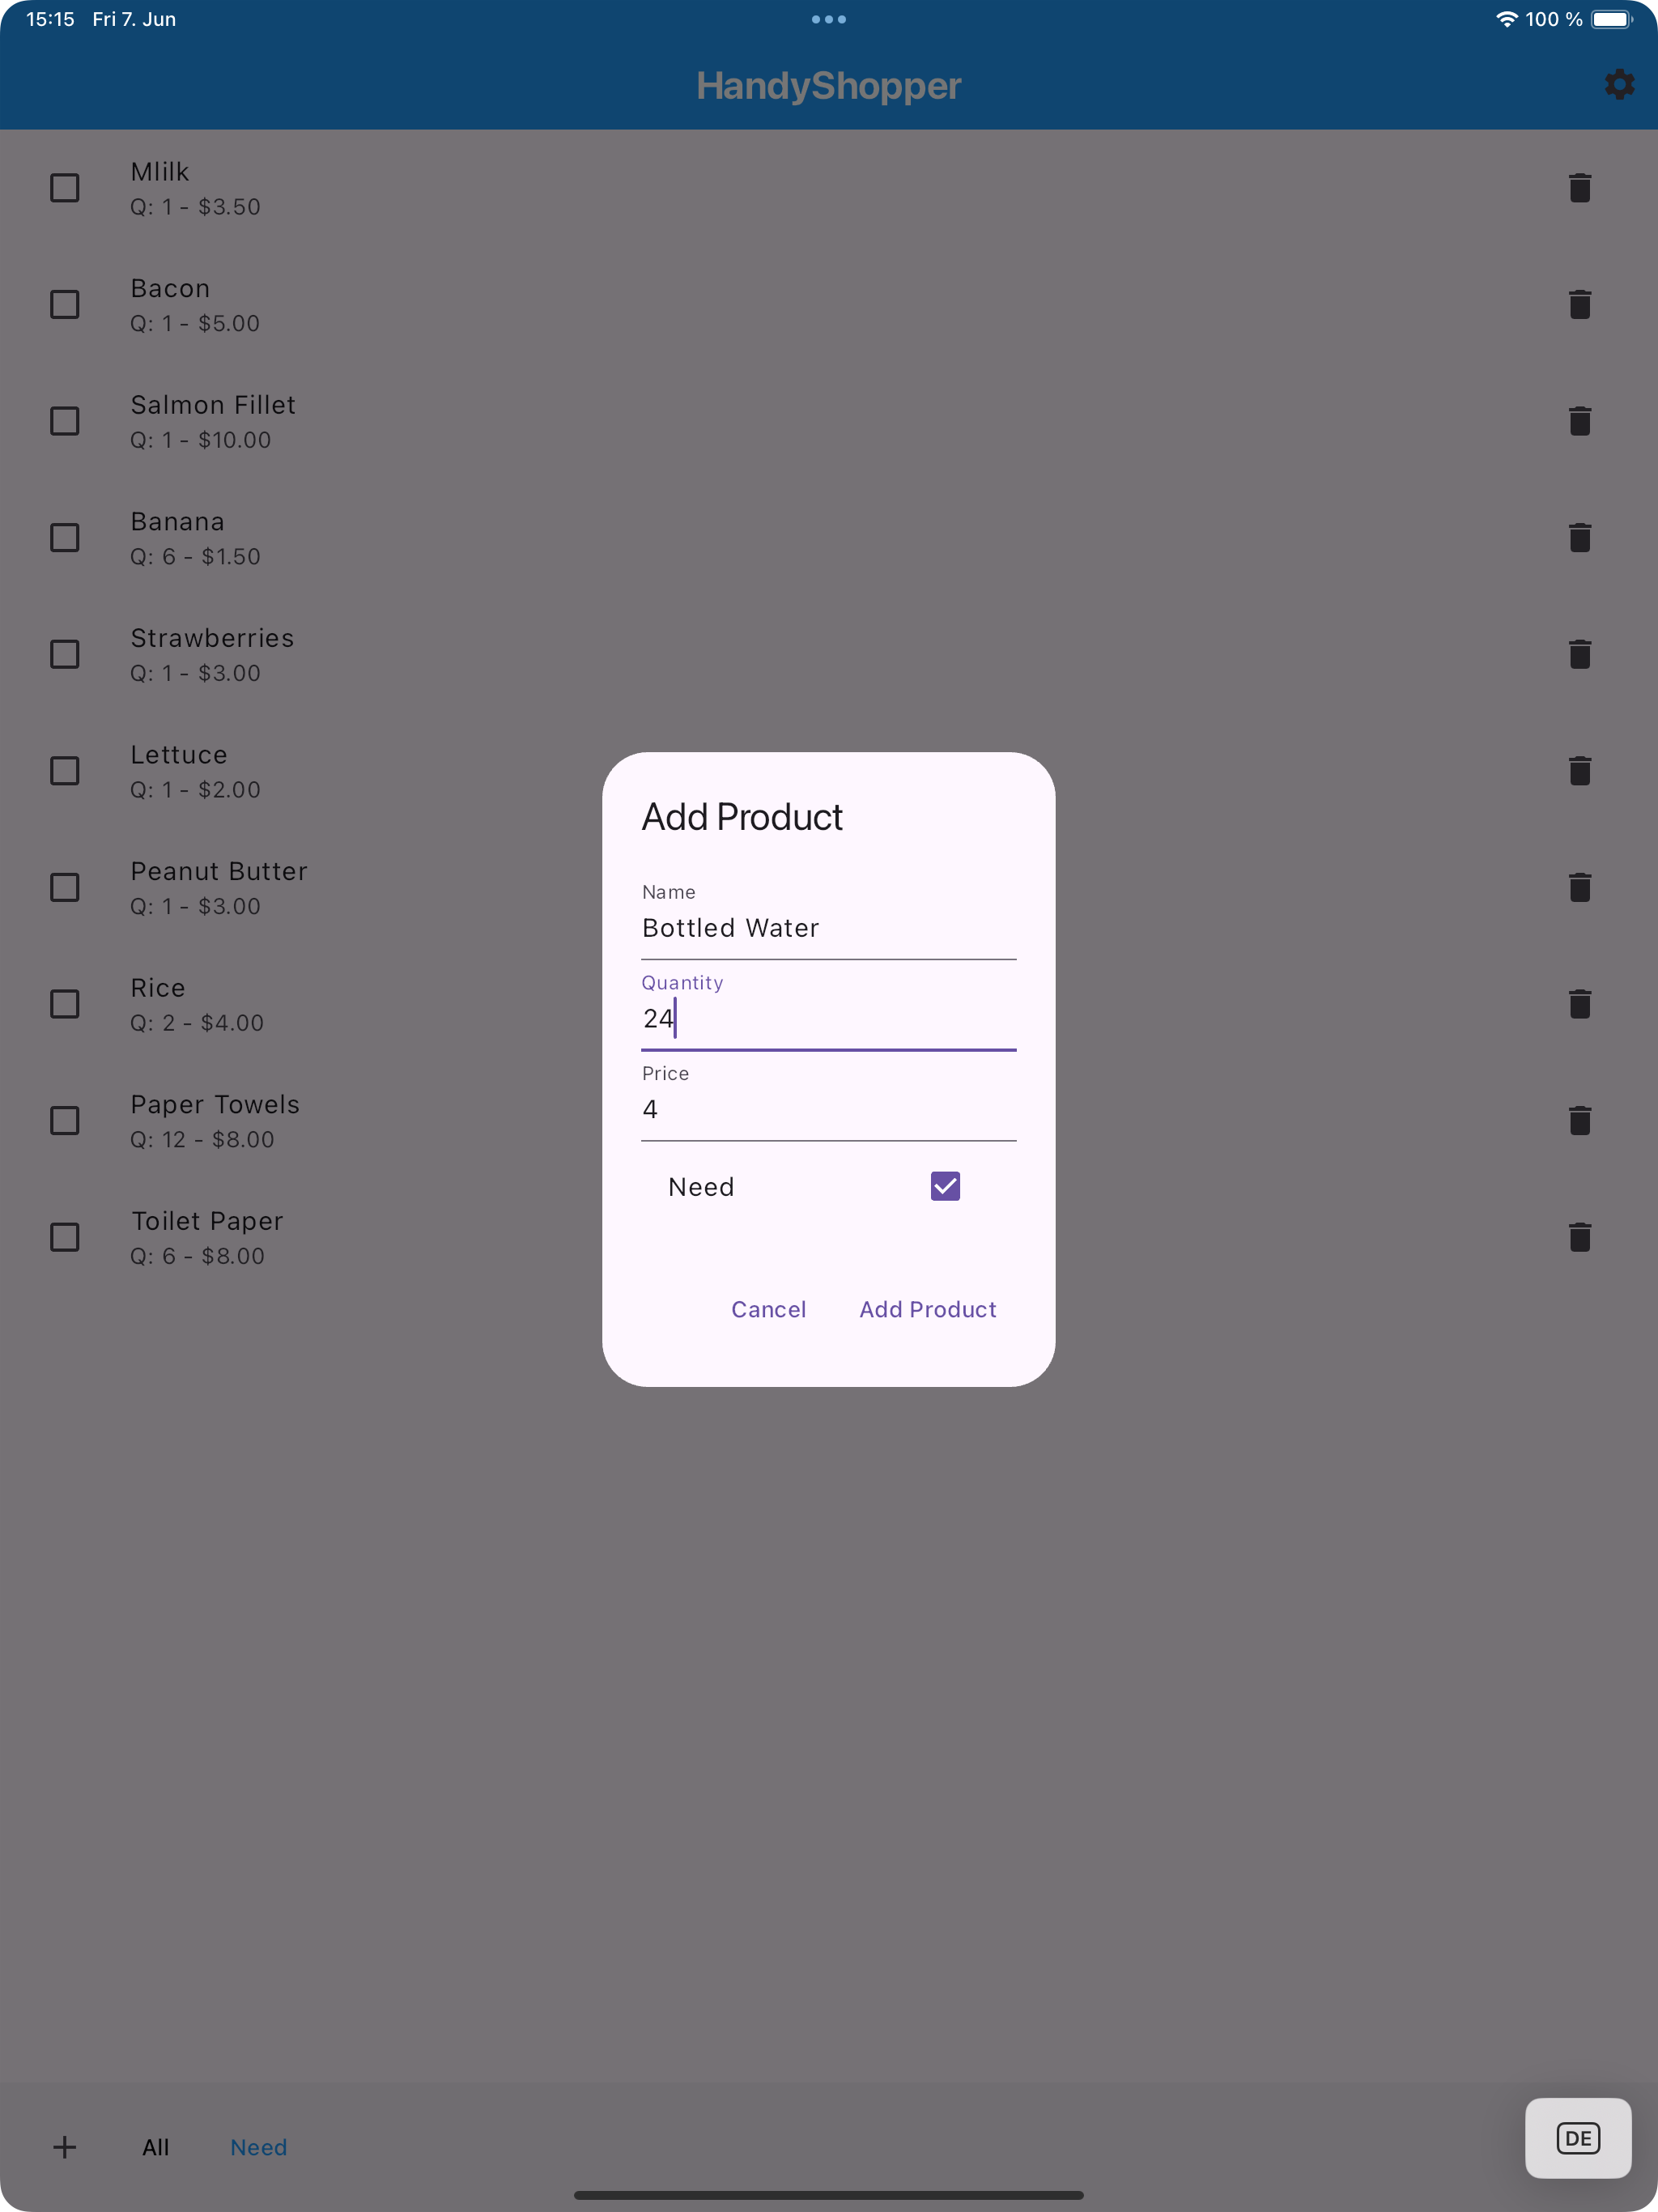 15:15 Fri 7. Jun 100 %
HandyShopper
Mlilk
Q: 1 - $3.50
Bacon
Q: 1 - $5.00
Salmon Fillet
Q: 1 - $10.00
Banana
Q: 6 - $1.50
Strawberries
Q: 1 - $3.00
Lettuce
Q: 1 - $2.00
Peanut Butter
Q: 1 - $3.00
Rice
Q: 2 - $4.00
Paper Towels
Q: 12 - $8.00
Toilet Paper
Q: 6 - $8.00
Add Product
Name
Bottled Water
Quantity
24
Price
4
Need
Cancel Add Product
All Need
DE